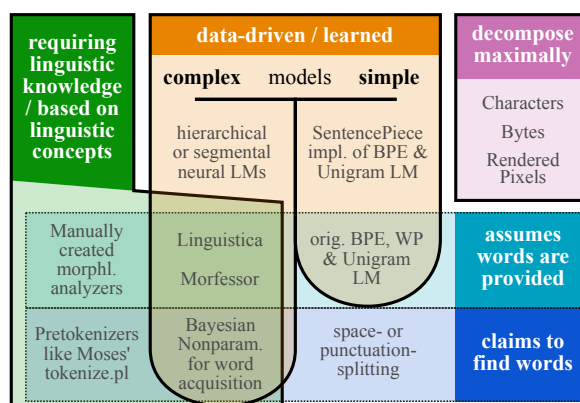 requiring
linguistic
knowledge
/ based on
linguistic
concepts
data-driven / learned
complex models simple
hierarchical
or segmental
neural LMs
SentencePiece
impl. of BPE &
Unigram LM
decompose
maximally
Characters
Bytes
Rendered
Pixels
Manually
created
morphl.
analyzers
Linguistica
Morfessor
orig. BPE, WP
& Unigram
LM
assumes
words are
provided
Pretokenizers
like Moses'
tokenize.pl
Bayesian
Nonparam.
for word
acquisition
space- or
punctuation-
splitting
claims to
find words